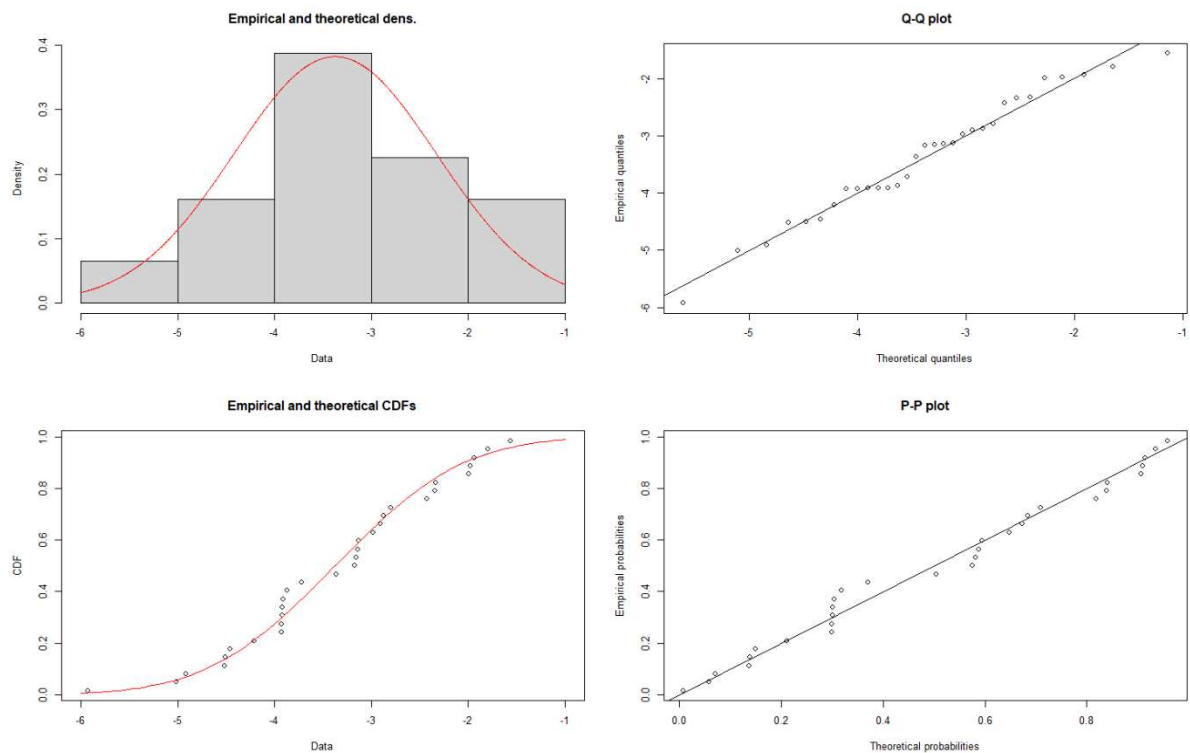 Empirical and theoretical dens.
Density
0.0 0.1 0.2 0.3 0.4
-6 -5 -4 -3 -2 -1
Data
Q-Q plot
Empirical quantiles
-6 -5 -4 -3 -2
-5 -4 -3 -2 -1
Theoretical quantiles
Empirical and theoretical CDFs
CDF
0.0 0.2 0.4 0.6 0.8 1.0
-6 -5 -4 -3 -2 -1
Data
P-P plot
Empirical probabilities
0.0 0.2 0.4 0.6 0.8 1.0
0.0 0.2 0.4 0.6 0.8
Theoretical probabilities